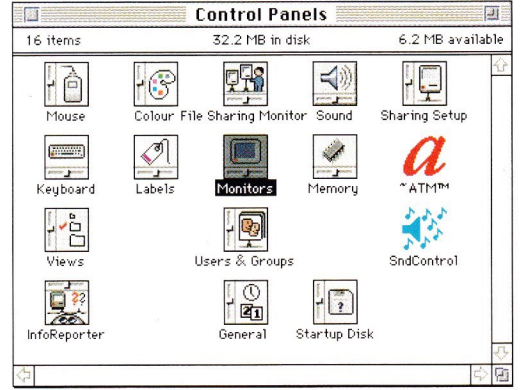 Control Panels
16 items 32.2 MB in disk 6.2 MB available
Mouse Colour File Sharing Monitor Sound Sharing Setup
Keyboard Labels Monitors Memory ~ATM™
Views Users & Groups SndControl
InfoReporter General Startup Disk